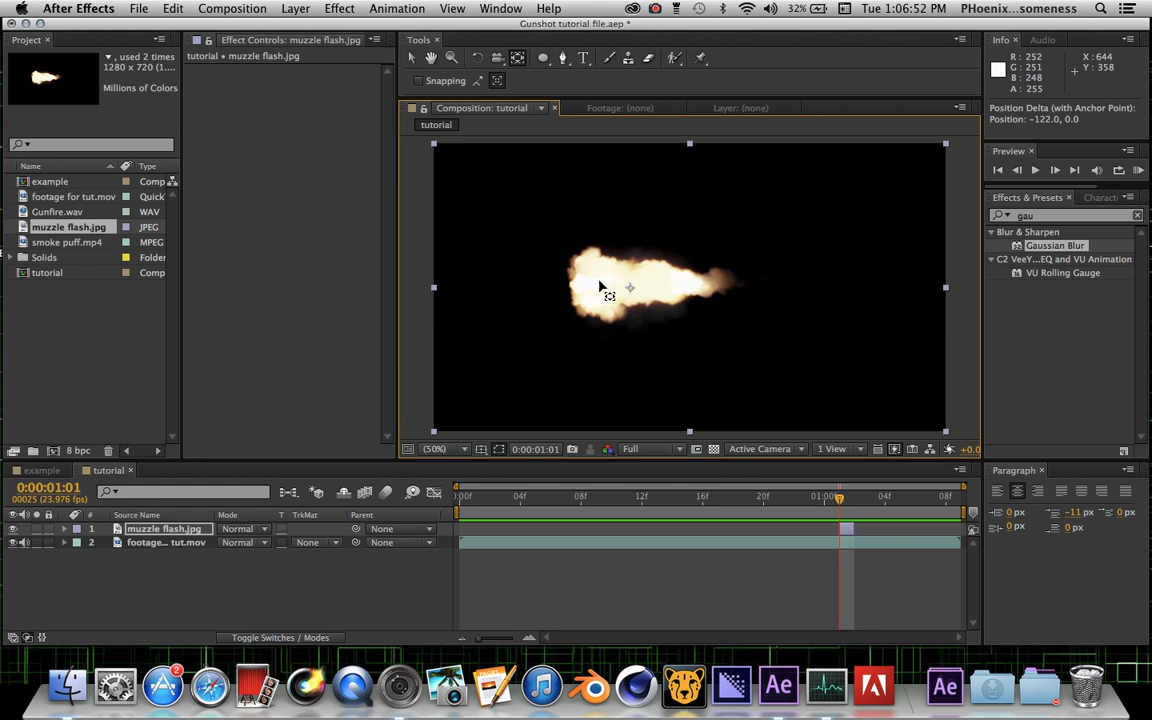 After Effects File Edit Composition Layer Effect Animation View Window Help 32% Tue 1:06:52 PM PHoenix...someness
Gunshot tutorial file.aep *
Project
, used 2 times
1280 x 720 (1....
Millions of Colors
Name Type
example Comp
footage for tut.mov Quick
Gunfire.wav WAV
muzzle flash.jpg JPEG
smoke puff.mp4 MPEG
Solids Folder
tutorial Comp
8 bpc
Effect Controls: muzzle flash.jpg
tutorial • muzzle flash.jpg
Tools
Snapping
Composition: tutorial Footage: (none) Layer: (none)
tutorial
(50%) 0:00:01:01 Full Active Camera 1 View +0.0
Info Audio
R : 252
G : 251
B : 248
A : 255
X : 644
Y : 358
Position Delta (with Anchor Point):
Position: -122.0, 0.0
Preview
Effects & Presets Charact
gau
Blur & Sharpen
Gaussian Blur
C2 VeeY...EQ and VU Animation
VU Rolling Gauge
example tutorial
0:00:01:01
00025 (23.976 fps)
# Source Name Mode T TrkMat Parent
1 muzzle flash.jpg Normal None
2 footage... tut.mov Normal None None
:00f 04f 08f 12f 16f 20f 01:00f 04f 08f
Toggle Switches / Modes
Paragraph
0 px -11 px 0 px
0 px 0 px
2
Ae Ae